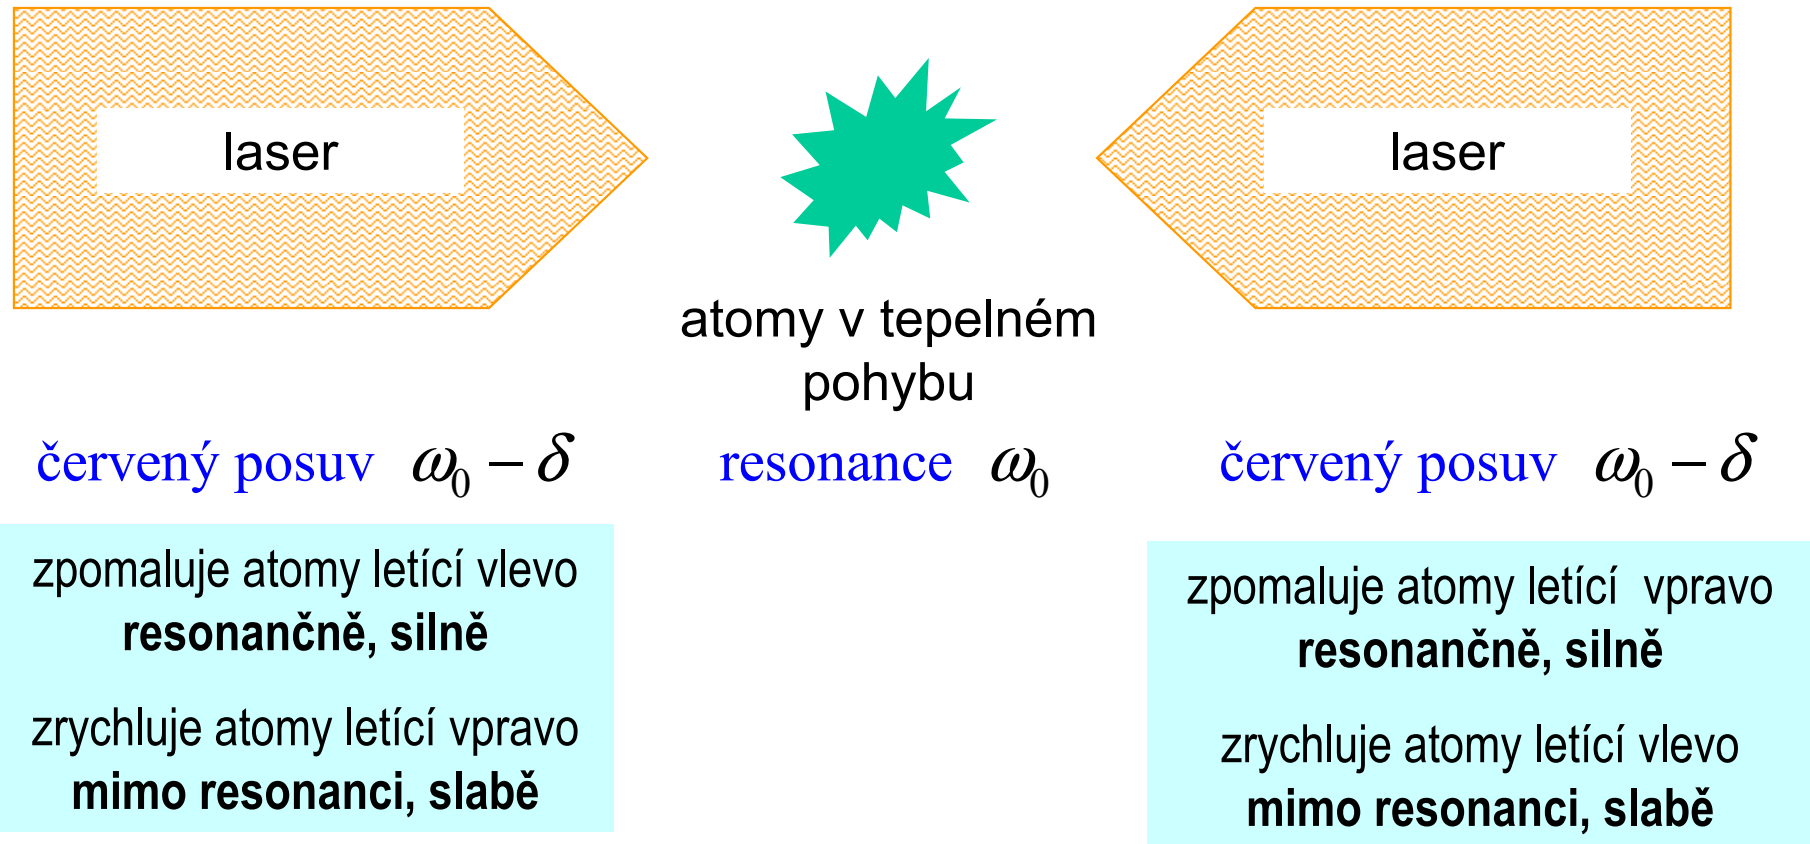 laser
laser
atomy v tepelném
pohybu
červený posuv ω₀ – δ
resonance ω₀
červený posuv ω₀ – δ
zpomaluje atomy letící vlevo
resonančně, silně
zrychluje atomy letící vpravo
mimo resonanci, slabě
zpomaluje atomy letící vpravo
resonančně, silně
zrychluje atomy letící vlevo
mimo resonanci, slabě